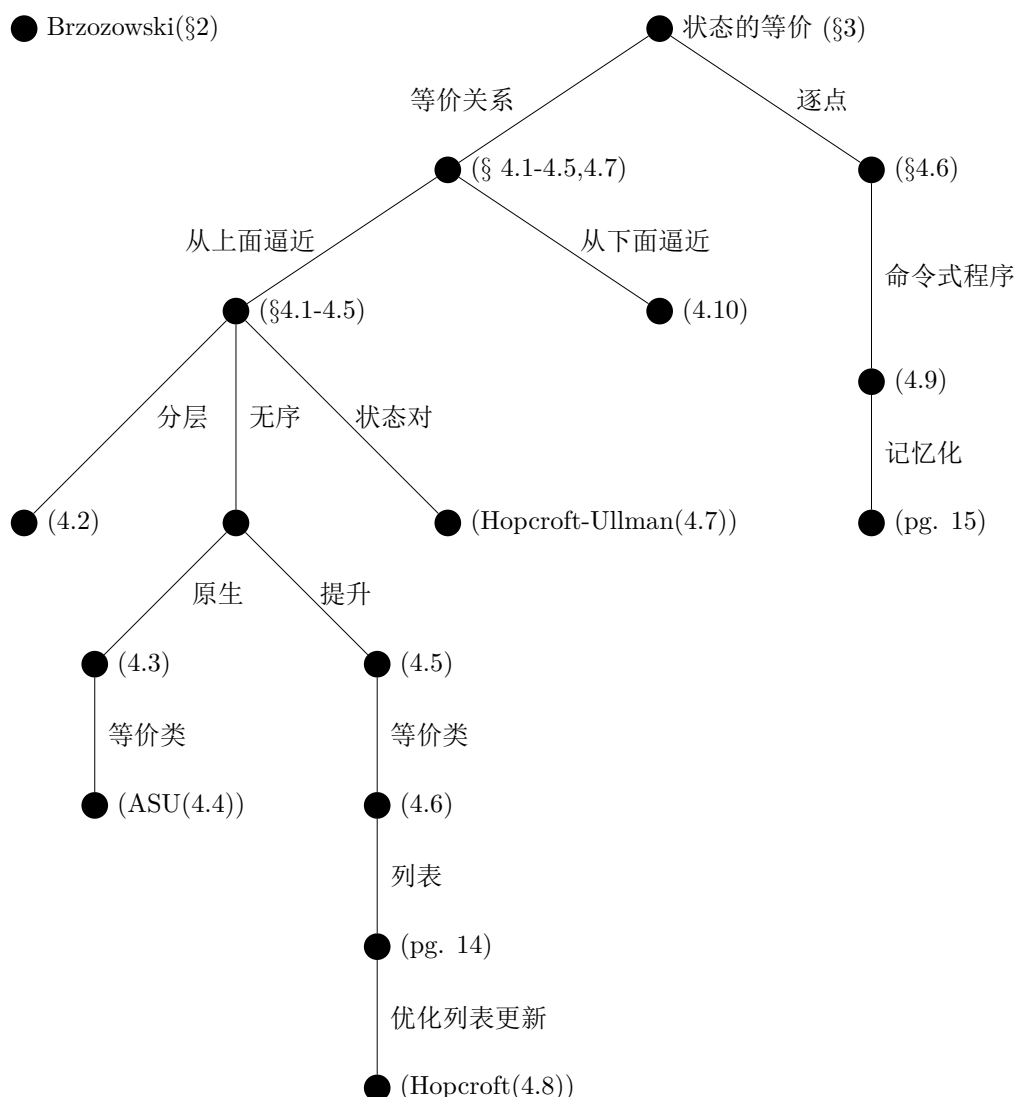 Brzozowski(§2)
状态的等价 (§3)
等价关系
逐点
(§ 4.1-4.5,4.7)
(§4.6)
从上面逼近
从下面逼近
命令式程序
(§4.1-4.5)
(4.10)
(4.9)
分层
无序
状态对
记忆化
(4.2)
(Hopcroft-Ullman(4.7))
(pg. 15)
原生
提升
(4.3)
(4.5)
等价类
等价类
(ASU(4.4))
(4.6)
列表
(pg. 14)
优化列表更新
(Hopcroft(4.8))